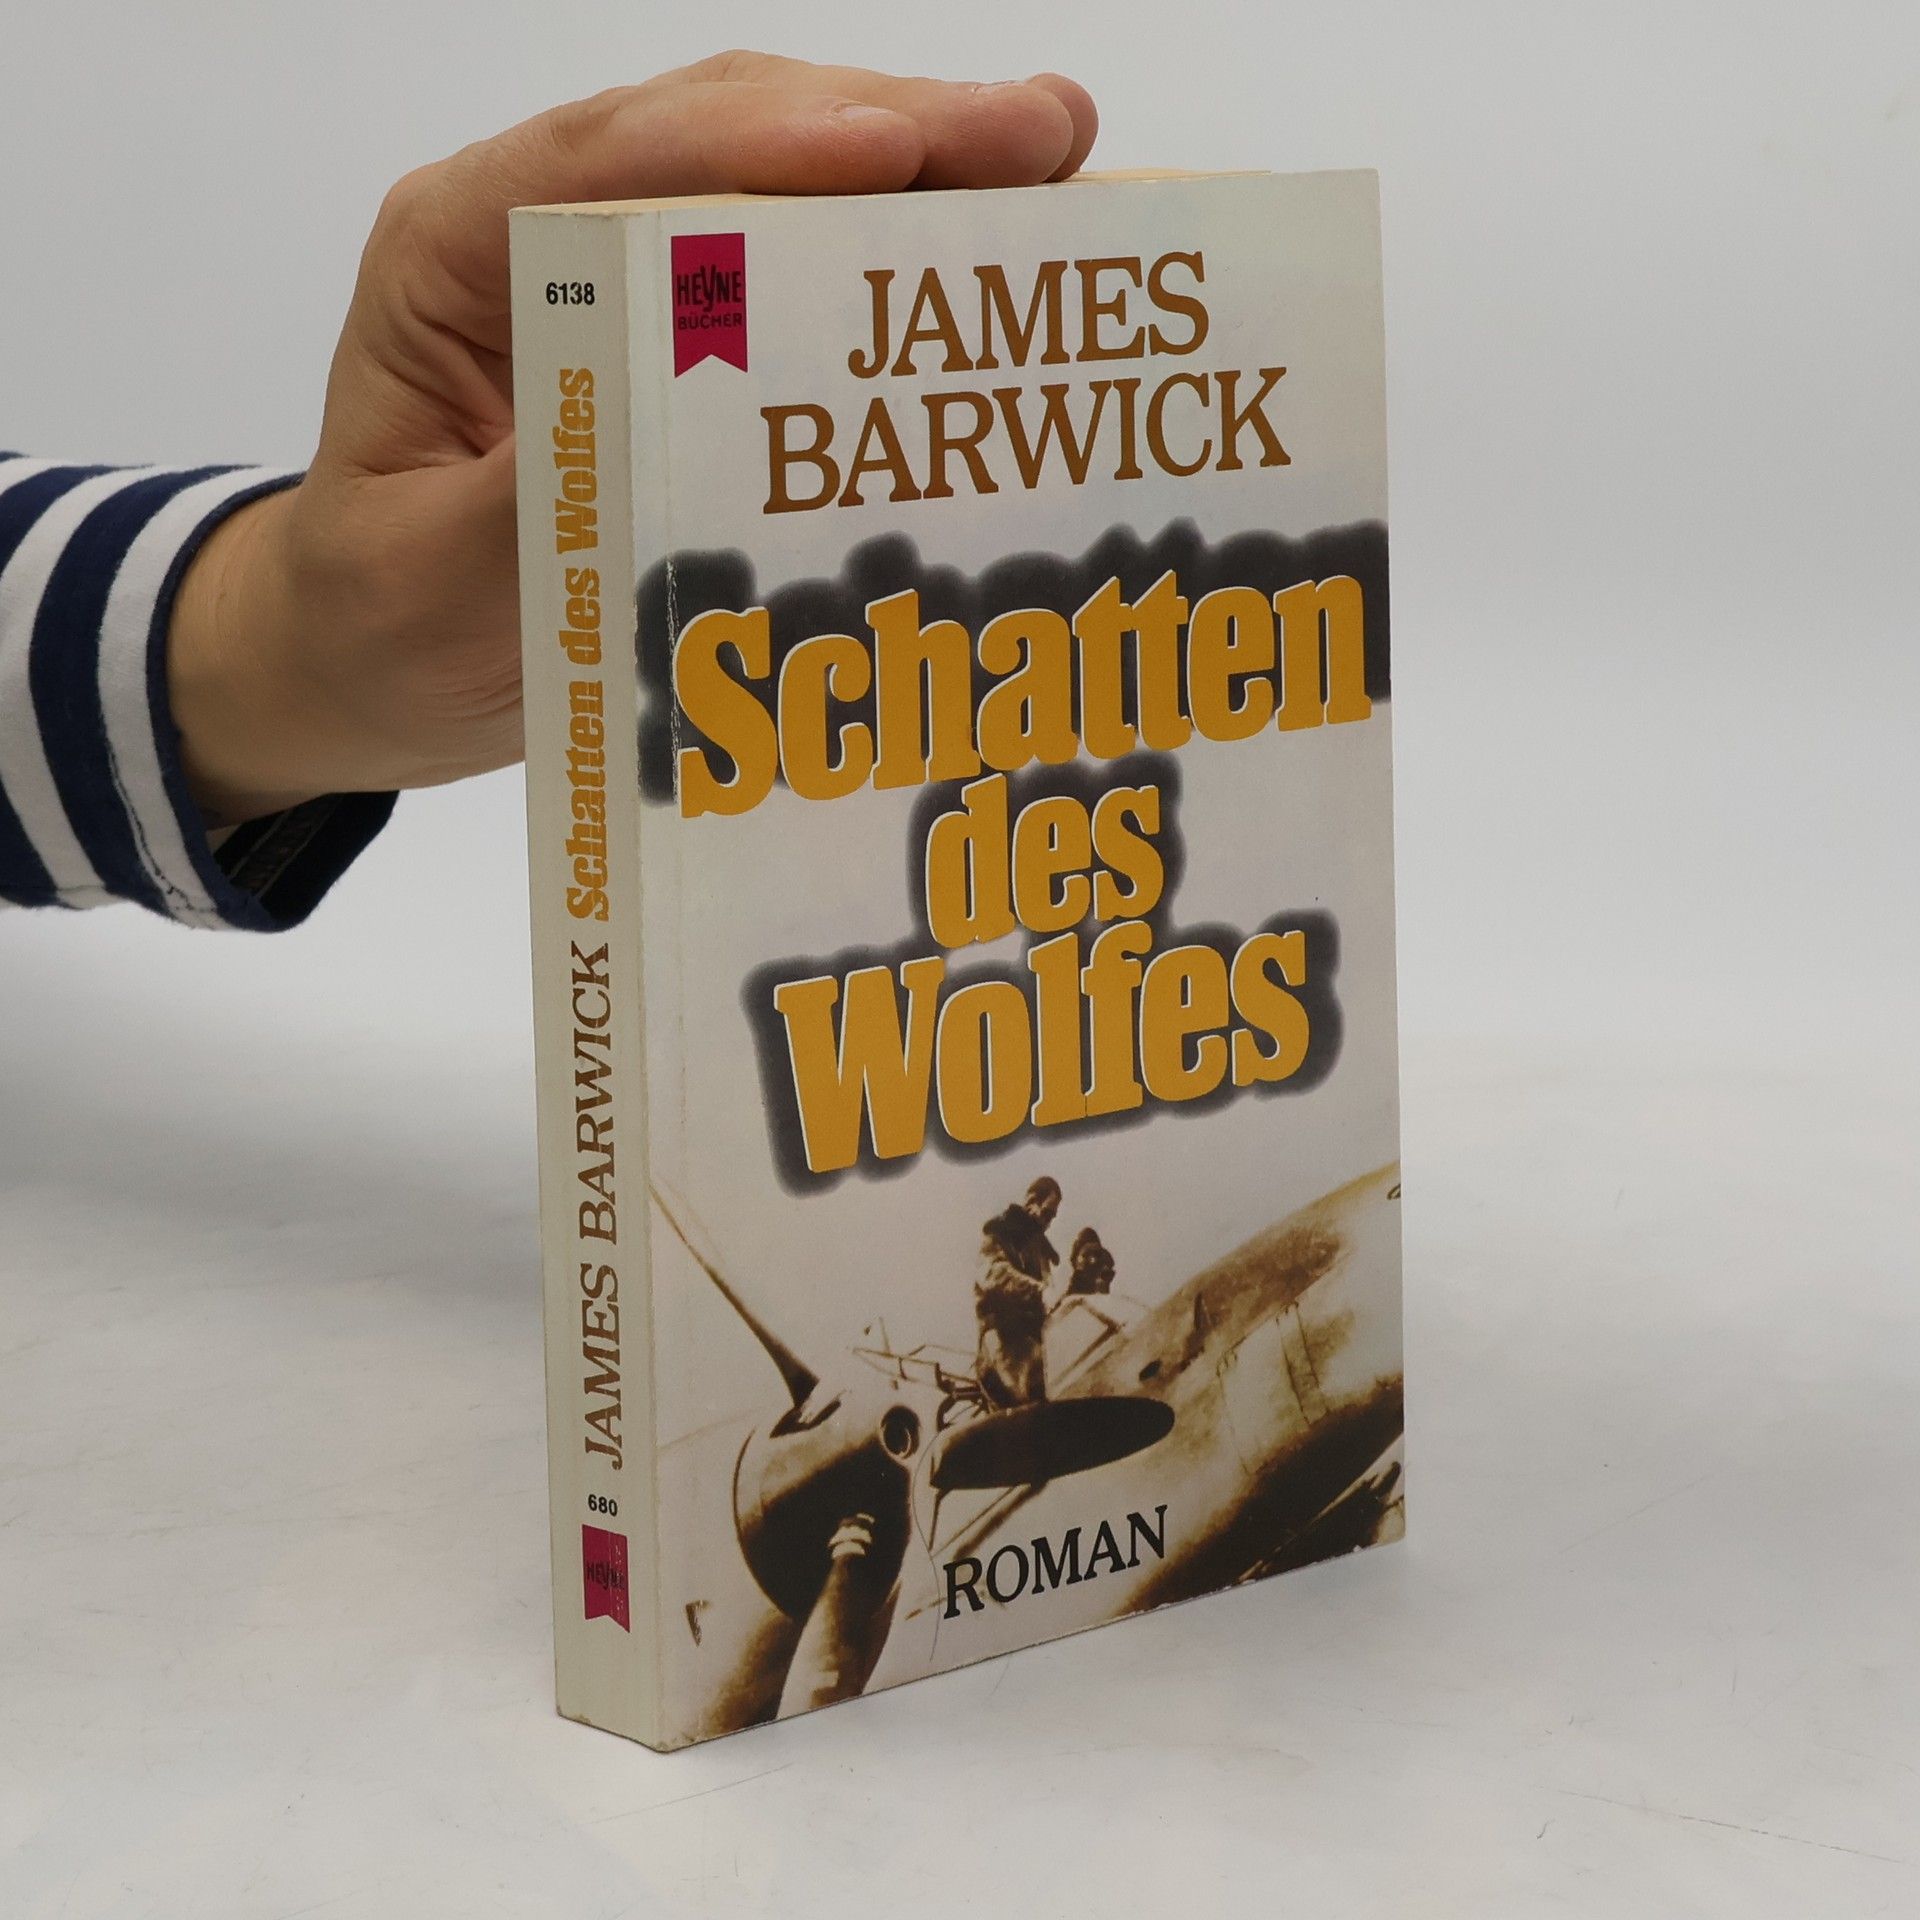 6138
JAMES BARWICK Schatten des Wolfes
680
HEYNE
HEYNE
BÜCHER
JAMES
BARWICK
Schatten
des
Wolfes
ROMAN